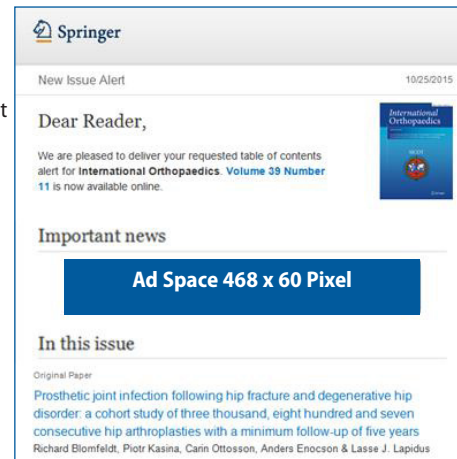 Springer
New Issue Alert 10/25/2015
t
Dear Reader,
International
Orthopaedics
We are pleased to deliver your requested table of contents
alert for International Orthopaedics. Volume 39 Number
11 is now available online.
Important news
Ad Space 468 x 60 Pixel
In this issue
Original Paper
Prosthetic joint infection following hip fracture and degenerative hip
disorder: a cohort study of three thousand, eight hundred and seven
consecutive hip arthroplasties with a minimum follow-up of five years
Richard Blomfeldt, Piotr Kasina, Carin Ottosson, Anders Enocson & Lasse J. Lapidus